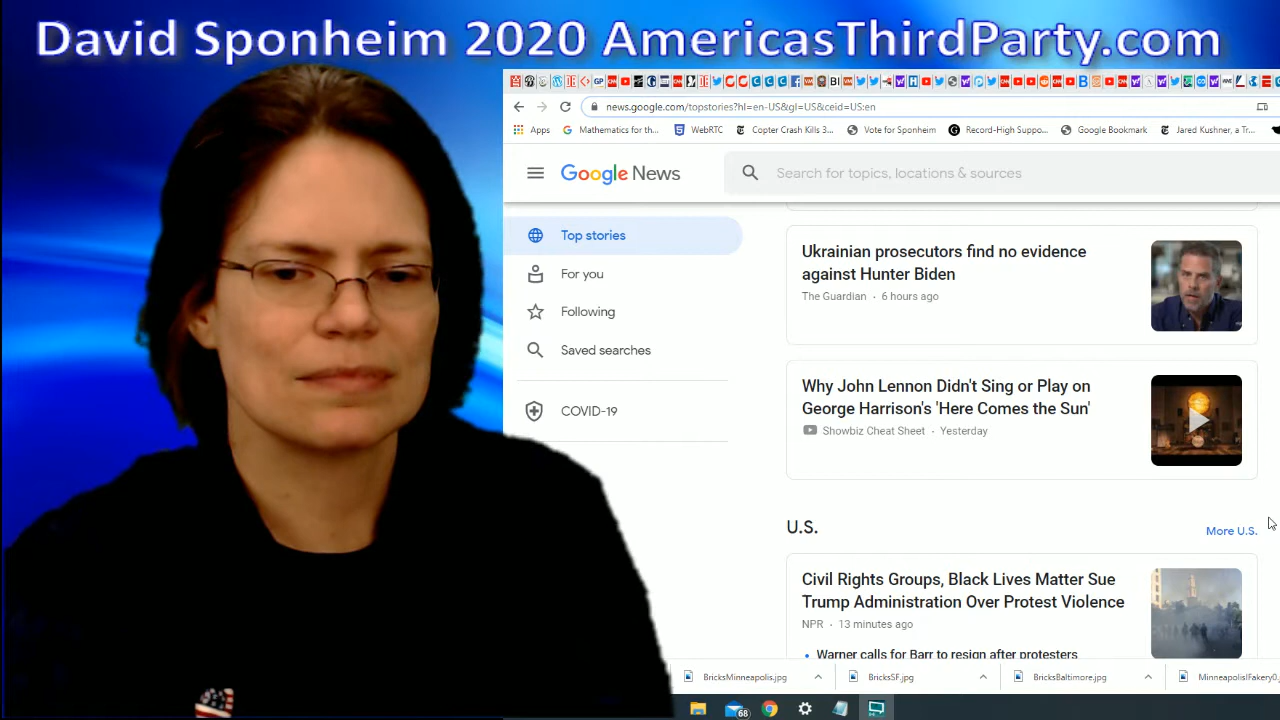 David Sponheim 2020 AmericasThirdParty.com
news.google.com/topstories?hl=en-US&gl=US&ceid=US:en
Apps Mathematics for th... WebRTC Copter Crash Kills 3... Vote for Sponheim Record-High Suppo... Google Bookmark Jared Kushner, a Tr...
Google News
Search for topics, locations & sources
Top stories
For you
Following
Saved searches
COVID-19
Ukrainian prosecutors find no evidence
against Hunter Biden
The Guardian · 6 hours ago
Why John Lennon Didn't Sing or Play on
George Harrison's 'Here Comes the Sun'
Showbiz Cheat Sheet · Yesterday
U.S.
More U.S.
Civil Rights Groups, Black Lives Matter Sue
Trump Administration Over Protest Violence
NPR · 13 minutes ago
• Warner calls for Barr to resign after protesters
BricksMinneapolis.jpg BricksSF.jpg BricksBaltimore.jpg MinneapolisIFakery0.
68